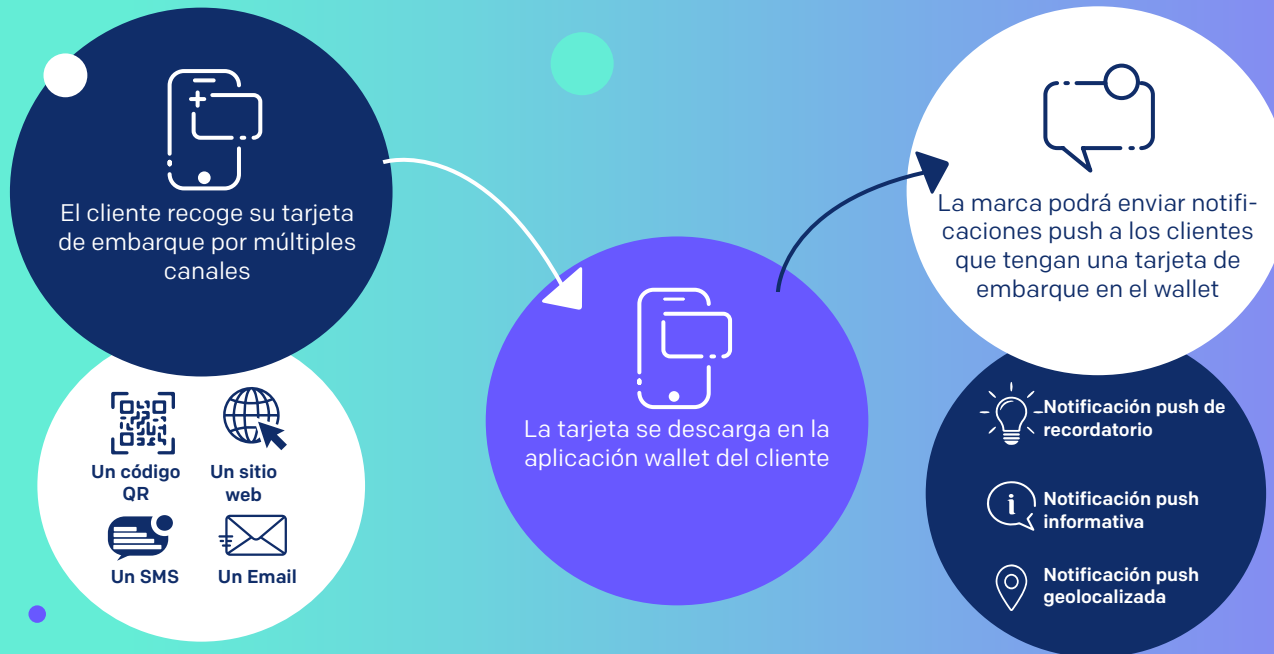 El cliente recoge su tarjeta
de embarque por múltiples
canales
Un código
QR
Un sitio
web
Un SMS
Un Email
La tarjeta se descarga en la
aplicación wallet del cliente
La marca podrá enviar notifi-
caciones push a los clientes
que tengan una tarjeta de
embarque en el wallet
Notificación push de
recordatorio
Notificación push
informativa
Notificación push
geolocalizada